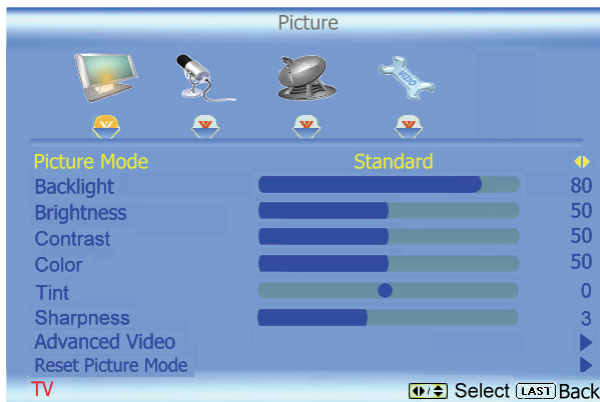 Picture
VIZIO
Picture Mode Standard
Backlight 80
Brightness 50
Contrast 50
Color 50
Tint 0
Sharpness 3
Advanced Video
Reset Picture Mode
TV Select LAST Back